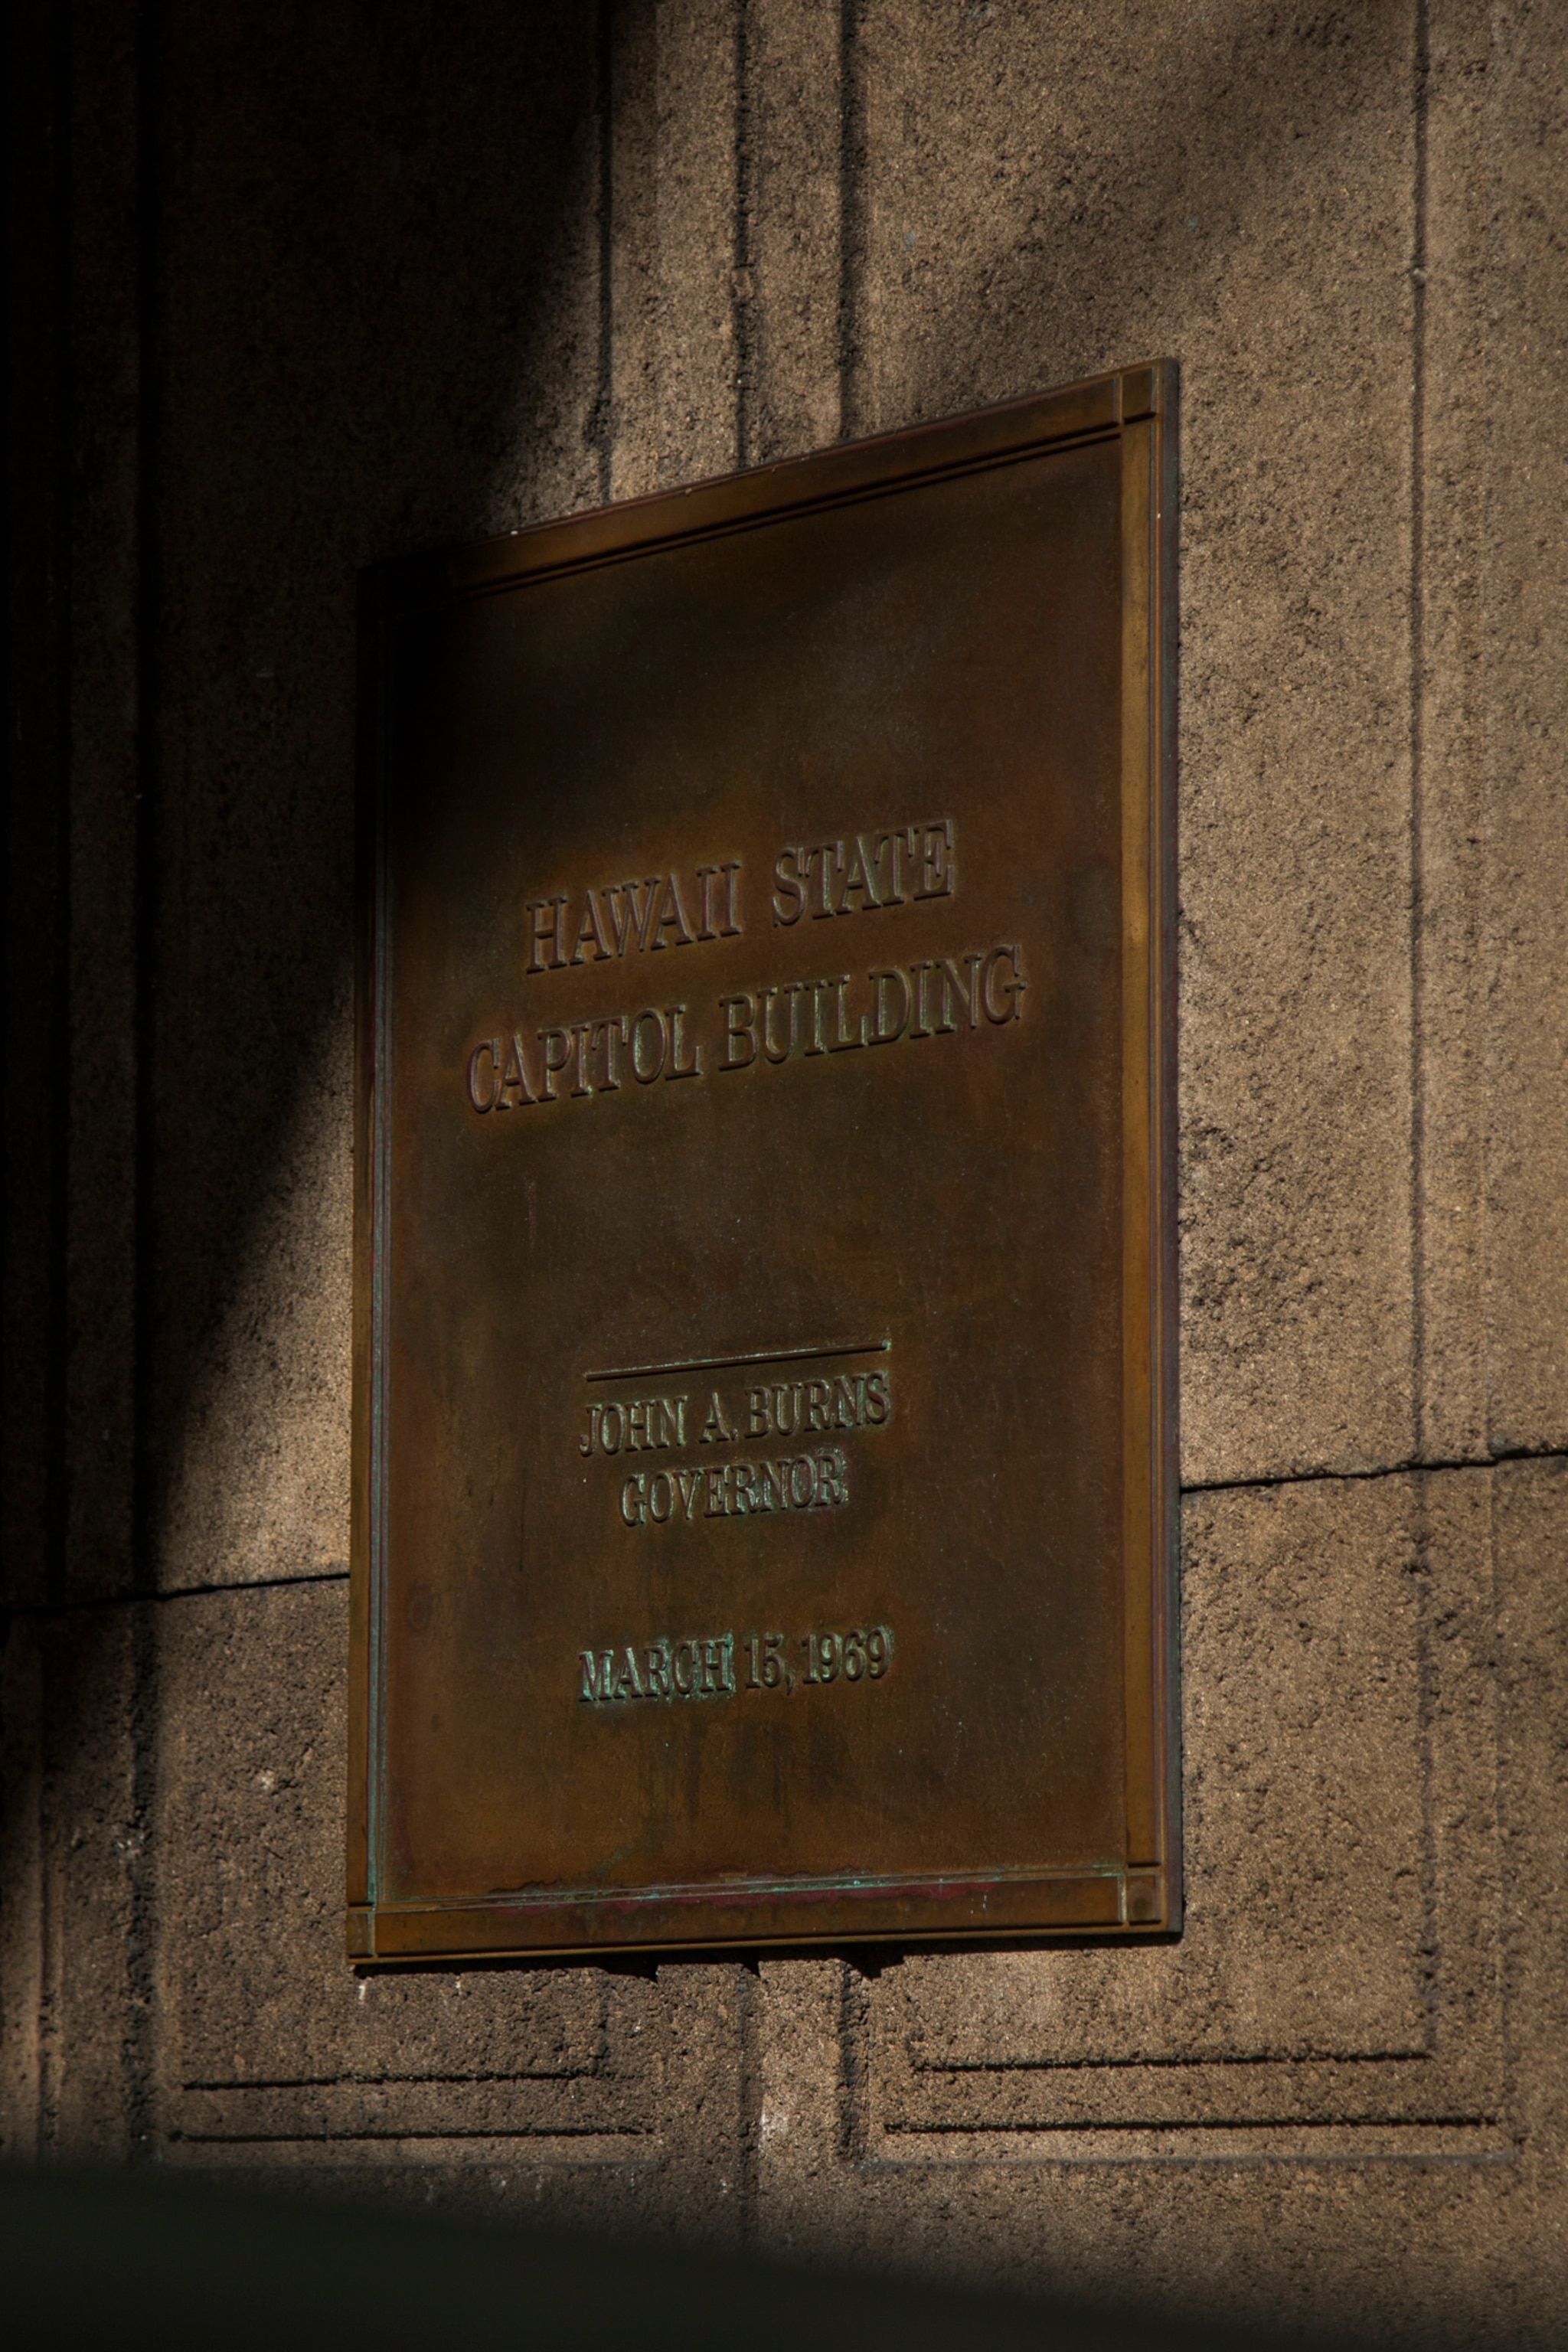 HAWAII STATE
CAPITOL BUILDING
JOHN A. BURNS
GOVERNOR
MARCH 15, 1969